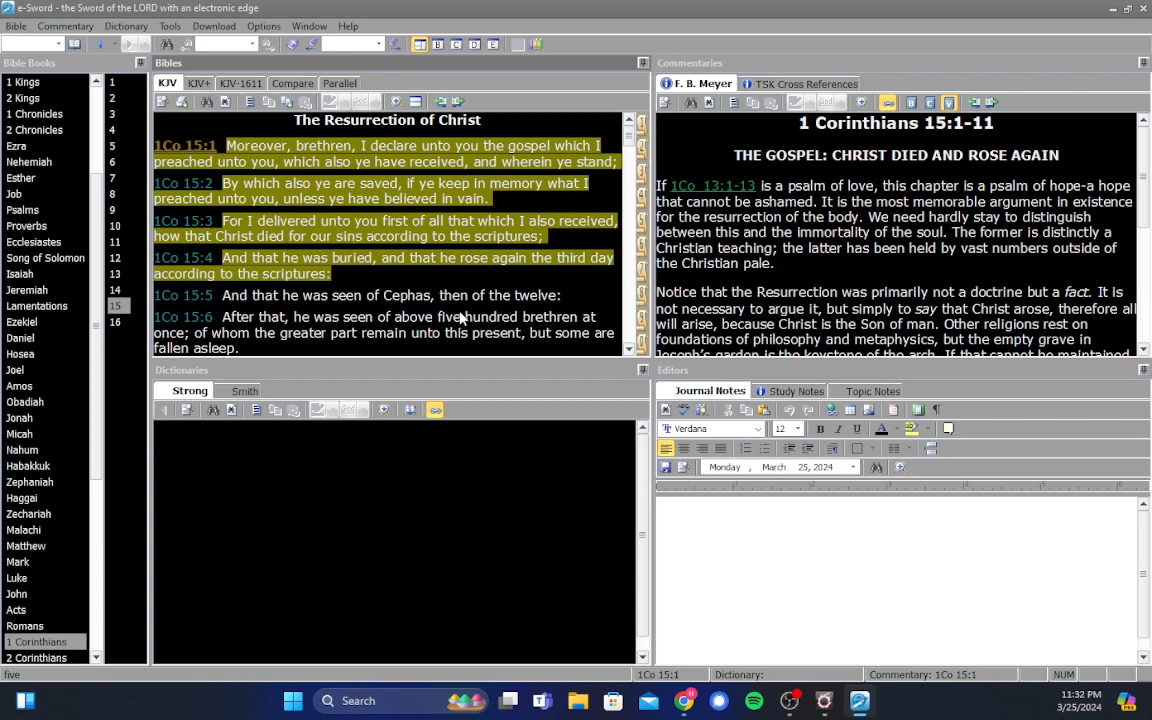 e-Sword - the Sword of the LORD with an electronic edge
Bible Commentary Dictionary Tools Download Options Window Help
B C D E
Bible Books
1 Kings
2 Kings
1 Chronicles
2 Chronicles
Ezra
Nehemiah
Esther
Job
Psalms
Proverbs
Ecclesiastes
Song of Solomon
Isaiah
Jeremiah
Lamentations
Ezekiel
Daniel
Hosea
Joel
Amos
Obadiah
Jonah
Micah
Nahum
Habakkuk
Zephaniah
Haggai
Zechariah
Malachi
Matthew
Mark
Luke
John
Acts
Romans
1 Corinthians
2 Corinthians
1
2
3
4
5
6
7
8
9
10
11
12
13
14
15
16
Bibles
KJV KJV+ KJV-1611 Compare Parallel
The Resurrection of Christ
1Co 15:1 Moreover, brethren, I declare unto you the gospel which I
preached unto you, which also ye have received, and wherein ye stand;
1Co 15:2 By which also ye are saved, if ye keep in memory what I
preached unto you, unless ye have believed in vain.
1Co 15:3 For I delivered unto you first of all that which I also received,
how that Christ died for our sins according to the scriptures;
1Co 15:4 And that he was buried, and that he rose again the third day
according to the scriptures:
1Co 15:5 And that he was seen of Cephas, then of the twelve:
1Co 15:6 After that, he was seen of above five hundred brethren at
once; of whom the greater part remain unto this present, but some are
fallen asleep.
Commentaries
F. B. Meyer TSK Cross References
B C V
1 Corinthians 15:1-11
THE GOSPEL: CHRIST DIED AND ROSE AGAIN
If 1Co 13:1-13 is a psalm of love, this chapter is a psalm of hope-a hope
that cannot be ashamed. It is the most memorable argument in existence
for the resurrection of the body. We need hardly stay to distinguish
between this and the immortality of the soul. The former is distinctly a
Christian teaching; the latter has been held by vast numbers outside of
the Christian pale.
Notice that the Resurrection was primarily not a doctrine but a fact. It is
not necessary to argue it, but simply to say that Christ arose, therefore all
will arise, because Christ is the Son of man. Other religions rest on
foundations of philosophy and metaphysics, but the empty grave in
Joseph's garden is the keystone of the arch. If that cannot be maintained
Dictionaries
Strong Smith
Editors
Journal Notes Study Notes Topic Notes
Verdana 12 B I U A
Monday , March 25, 2024
five 1Co 15:1 Dictionary: Commentary: 1Co 15:1 NUM
Search
11:32 PM
3/25/2024